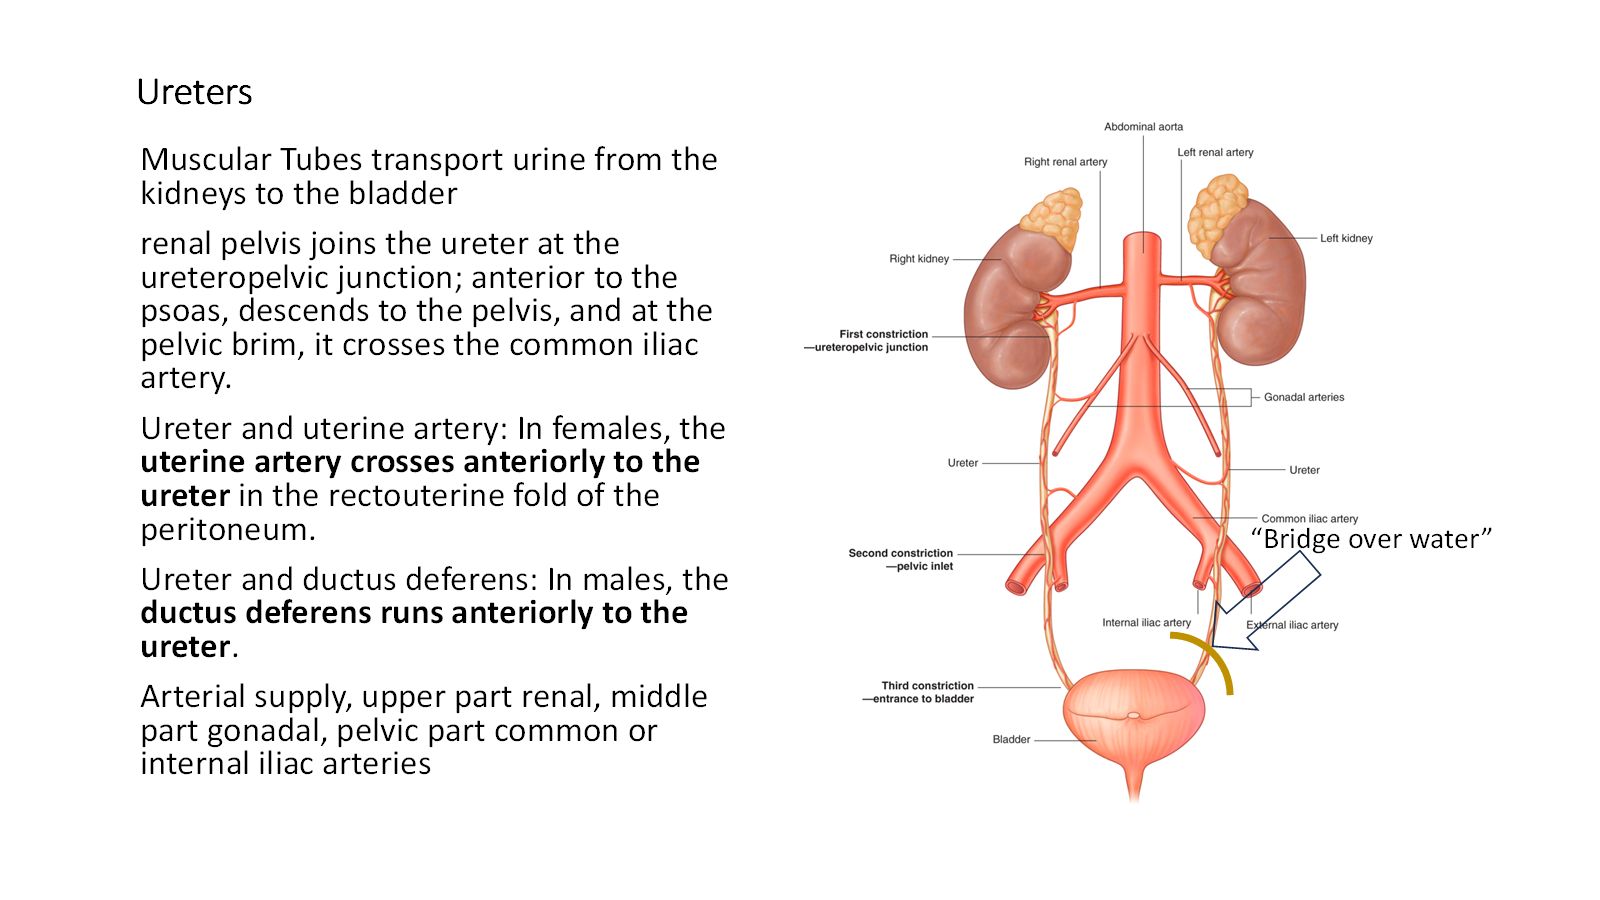 Ureters
Muscular Tubes transport urine from the
kidneys to the bladder
renal pelvis joins the ureter at the
ureteropelvic junction; anterior to the
psoas, descends to the pelvis, and at the
pelvic brim, it crosses the common iliac
artery.
Ureter and uterine artery: In females, the
uterine artery crosses anteriorly to the
ureter in the rectouterine fold of the
peritoneum.
Ureter and ductus deferens: In males, the
ductus deferens runs anteriorly to the
ureter.
Arterial supply, upper part renal, middle
part gonadal, pelvic part common or
internal iliac arteries
Abdominal aorta
Right renal artery
Left renal artery
Right kidney
Left kidney
First constriction
—ureteropelvic junction
Gonadal arteries
Ureter
Ureter
Common iliac artery
“Bridge over water”
Second constriction
—pelvic inlet
Internal iliac artery
External iliac artery
Third constriction
—entrance to bladder
Bladder